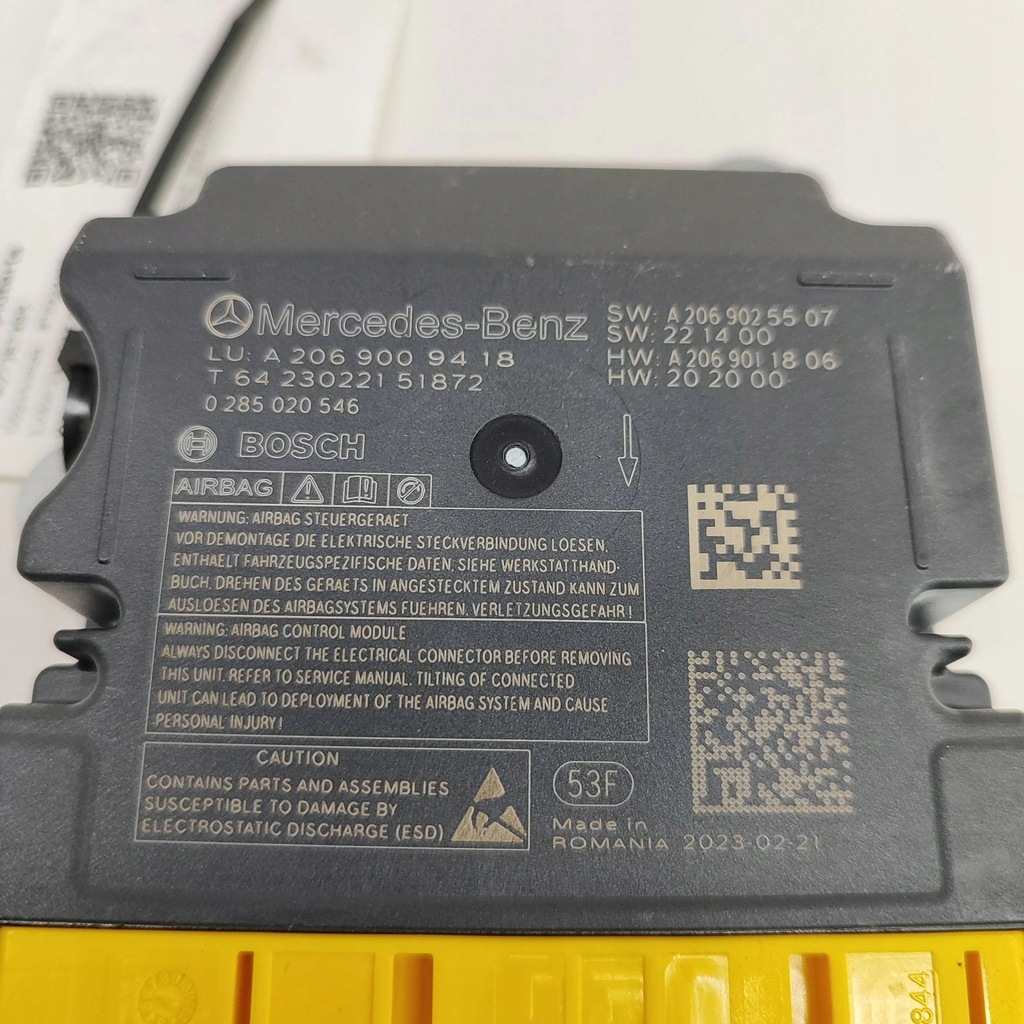 Mercedes-Benz
LU: A 206 900 94 18
T 64 23022151872
0 285 020 546
BOSCH
SW: A 206 902 55 07
SW: 22 14 00
HW: A 206 901 18 06
HW: 20 20 00
AIRBAG
WARNUNG: AIRBAG STEUERGERAET
VOR DEMONTAGE DIE ELEKTRISCHE STECKVERBINDUNG LOESEN.
ENTHAELT FAHRZEUGSPEZIFISCHE DATEN, SIEHE WERKSTATTHAND-
BUCH. DREHEN DES GERAETS IN ANGESTECKTEM ZUSTAND KANN ZUM
AUSLOESEN DES AIRBAGSYSTEMS FUEHREN. VERLETZUNGSGEFAHR!
WARNING: AIRBAG CONTROL MODULE
ALWAYS DISCONNECT THE ELECTRICAL CONNECTOR BEFORE REMOVING
THIS UNIT. REFER TO SERVICE MANUAL. TILTING OF CONNECTED
UNIT CAN LEAD TO DEPLOYMENT OF THE AIRBAG SYSTEM AND CAUSE
PERSONAL INJURY!
CAUTION
CONTAINS PARTS AND ASSEMBLIES
SUSCEPTIBLE TO DAMAGE BY
ELECTROSTATIC DISCHARGE (ESD)
53F
Made in
ROMANIA 2023-02-21
844